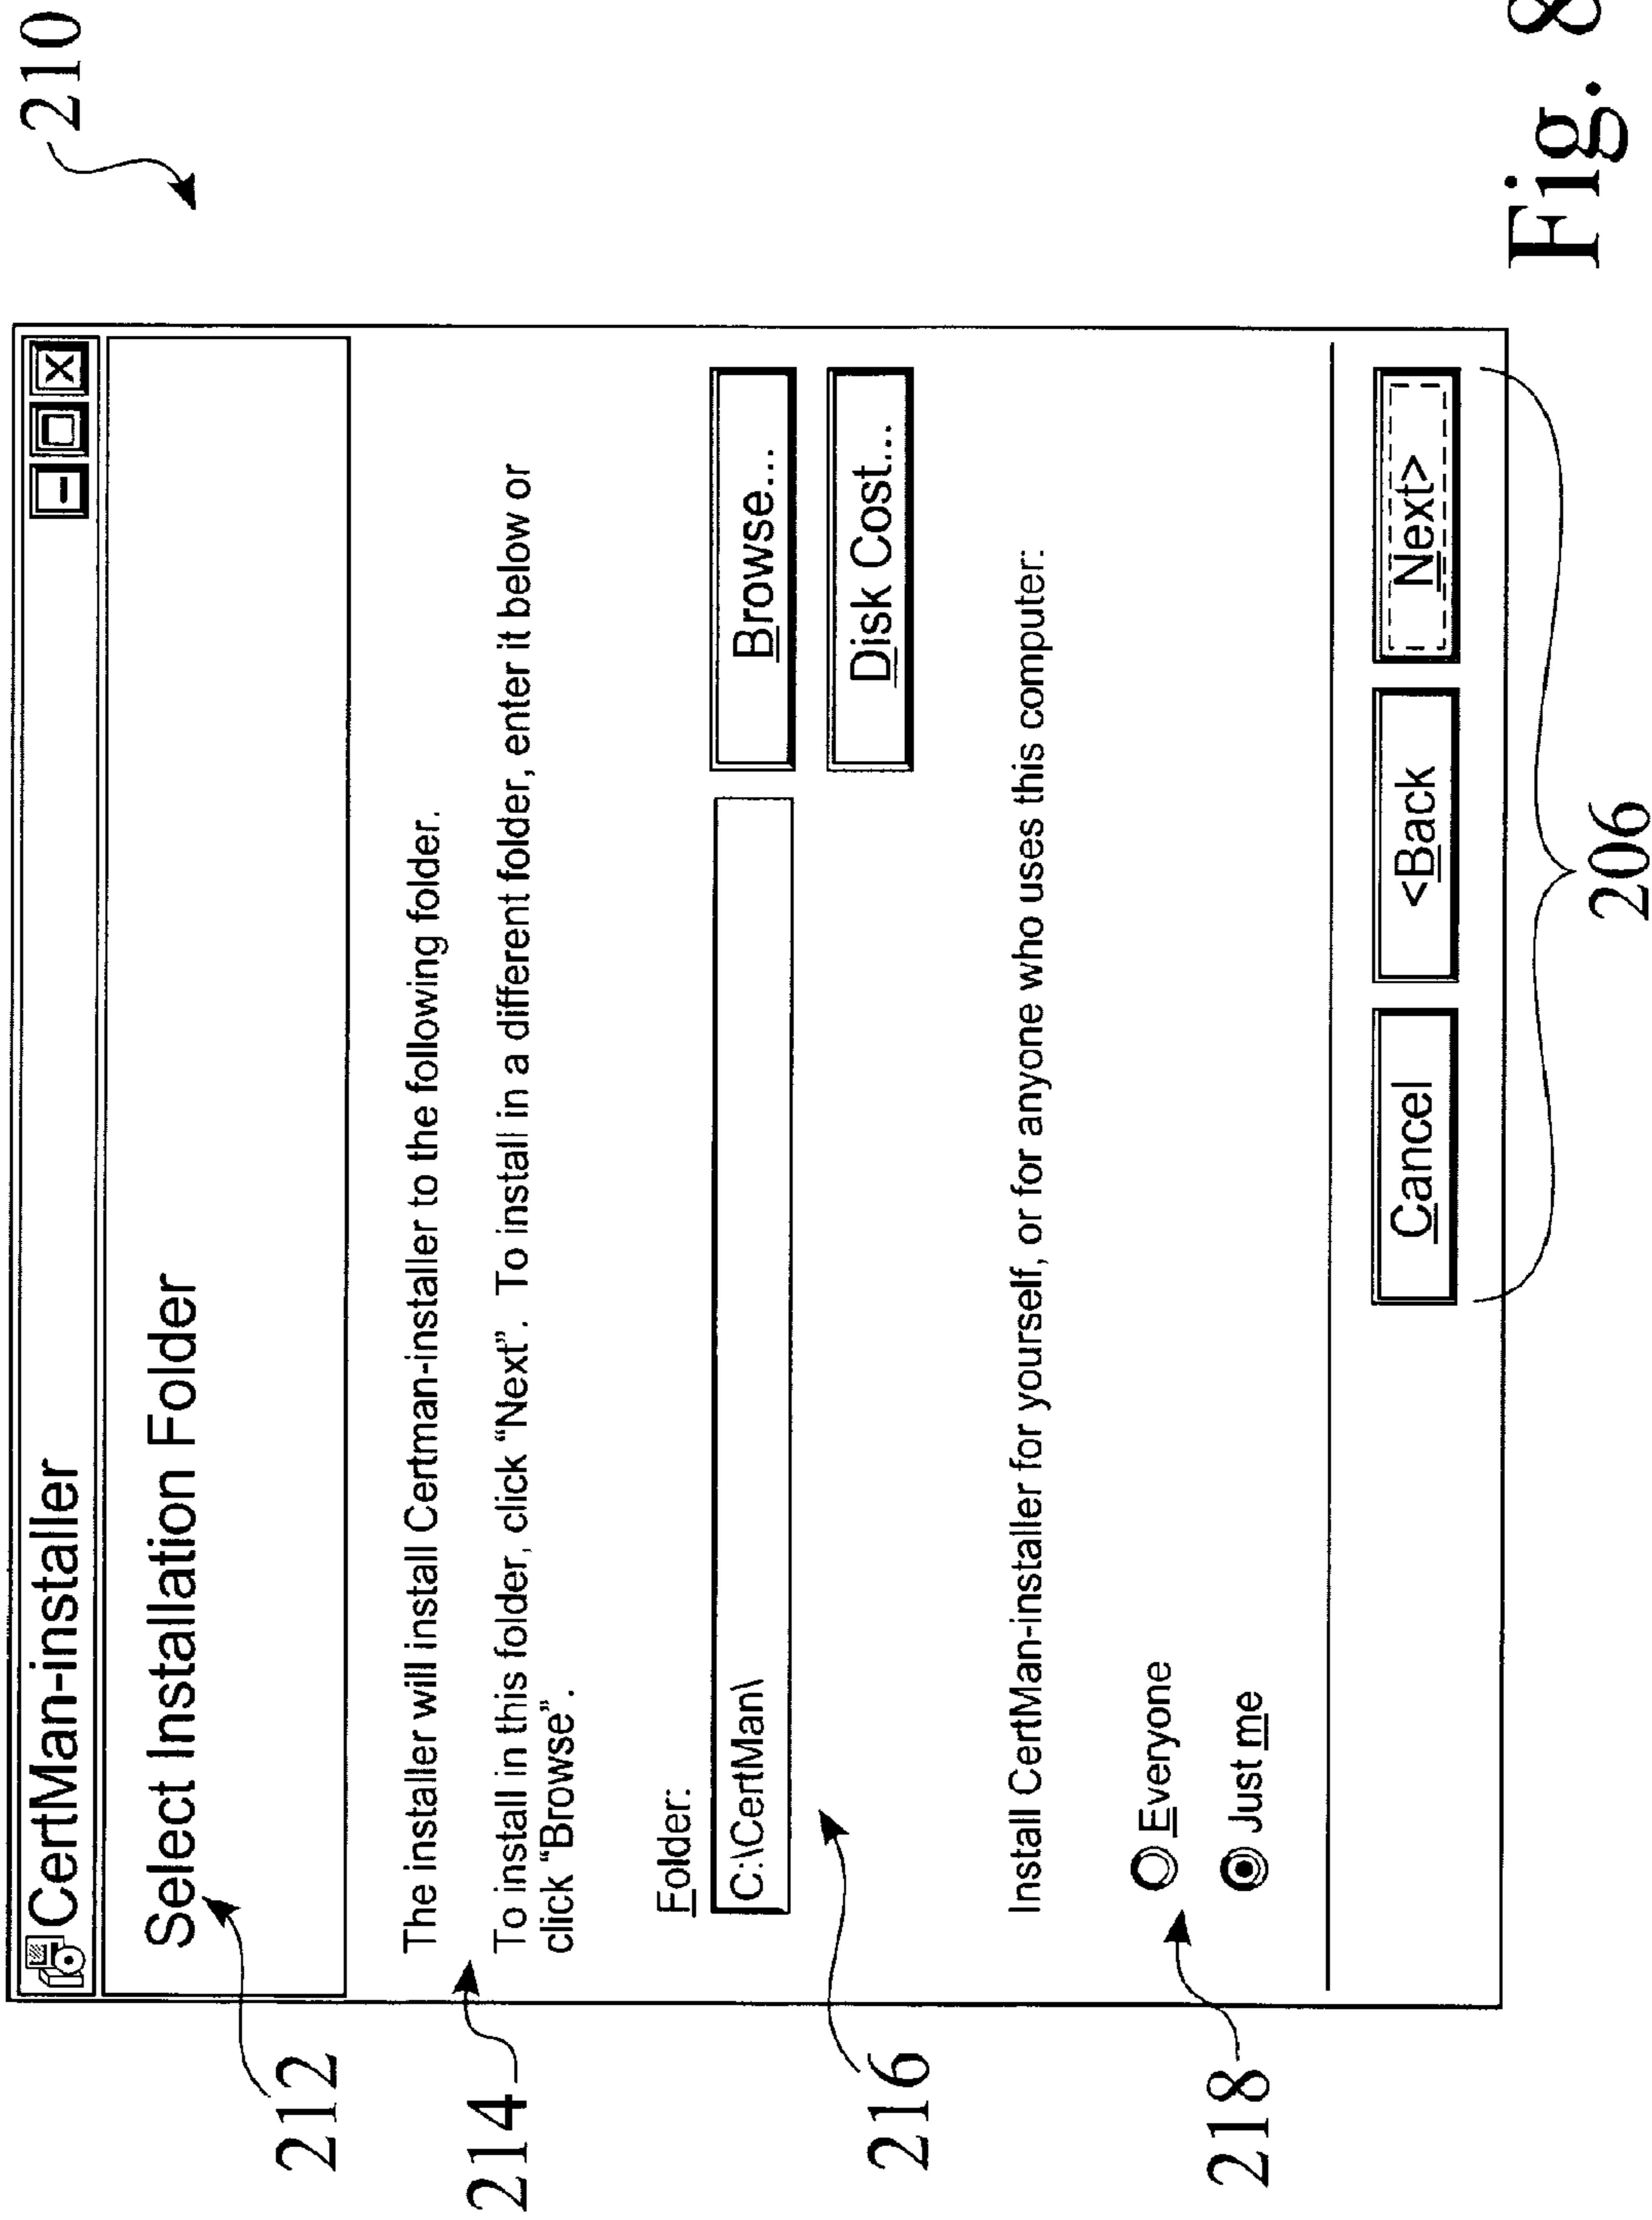 210
CertMan-installer
Select Installation Folder
212
The installer will install Certman-installer to the following folder.
214
To install in this folder, click “Next”. To install in a different folder, enter it below or
click “Browse”.
Folder:
C:\CertMan\
Browse...
216
Disk Cost...
Install CertMan-installer for yourself, or for anyone who uses this computer:
Everyone
218
Just me
Cancel
<Back
Next>
206
Fig. 8